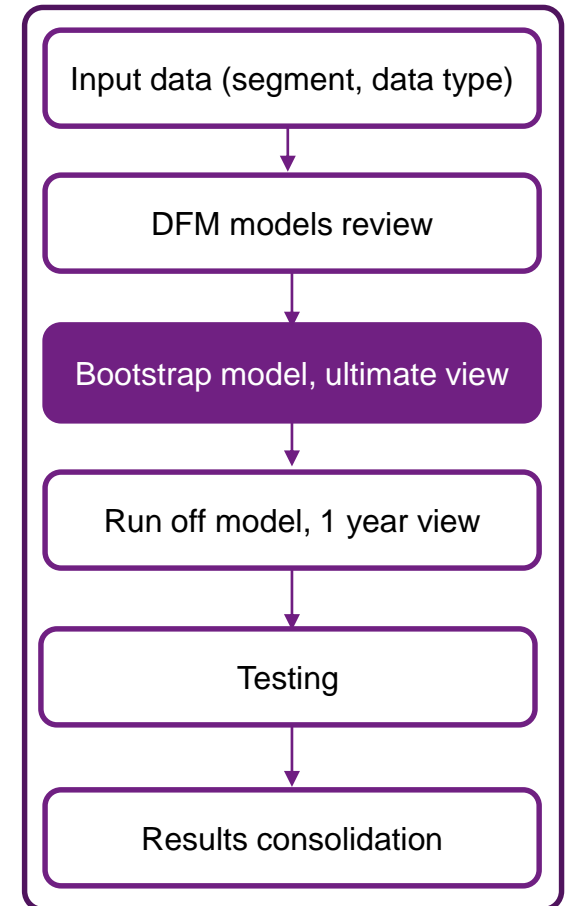 Input data (segment, data type)
DFM models review
Bootstrap model, ultimate view
Run off model, 1 year view
Testing
Results consolidation